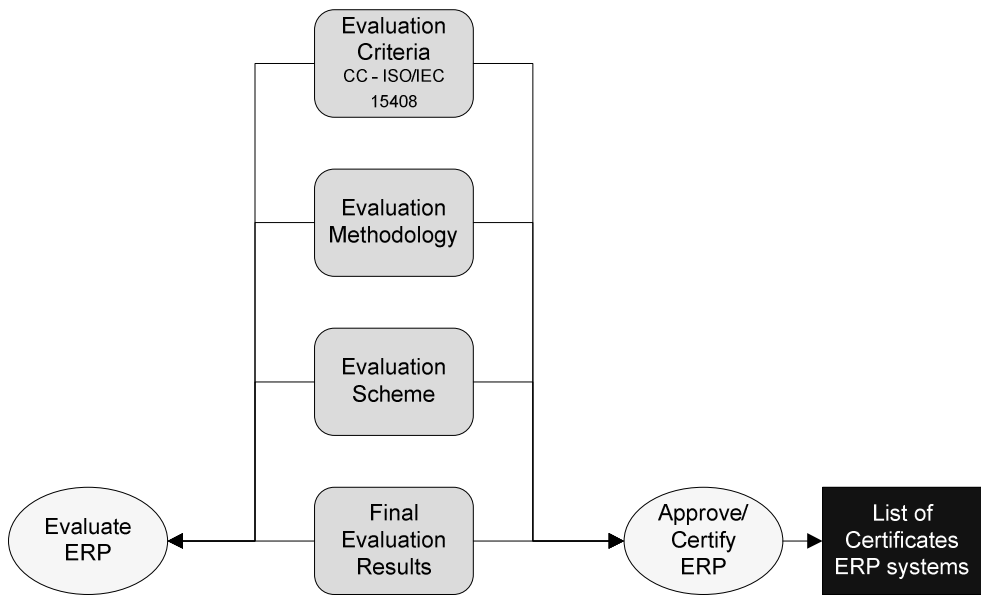 Evaluation
Criteria
CC - ISO/IEC
15408
Evaluation
Methodology
Evaluation
Scheme
Evaluate
ERP
Final
Evaluation
Results
Approve/
Certify
ERP
List of
Certificates
ERP systems